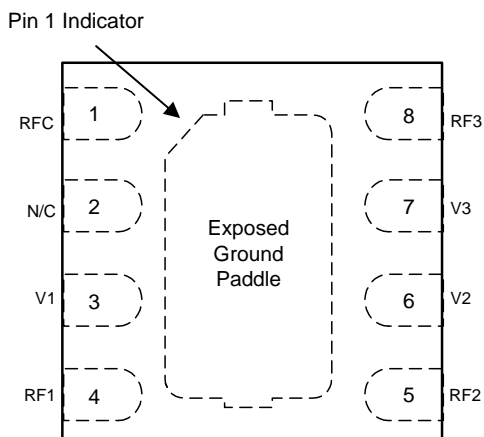 Pin 1 Indicator
RFC 1 8 RF3
N/C 2 7 V3
Exposed
Ground
Paddle
V1 3 6 V2
RF1 4 5 RF2